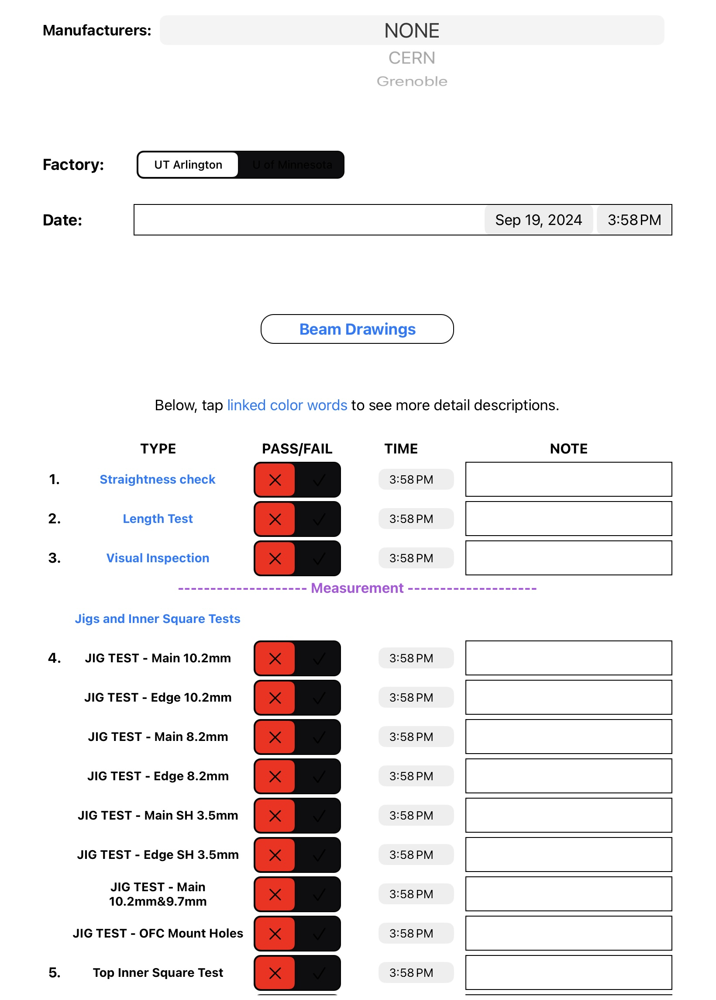 Manufacturers: NONE
CERN
Grenoble
Factory: UT Arlington U of Minnesota
Date: Sep 19, 2024 3:58 PM
Beam Drawings
Below, tap linked color words to see more detail descriptions.
TYPE PASS/FAIL TIME NOTE
1. Straightness check 3:58 PM
2. Length Test 3:58 PM
3. Visual Inspection 3:58 PM
-------------------- Measurement --------------------
Jigs and Inner Square Tests
4. JIG TEST - Main 10.2mm 3:58 PM
JIG TEST - Edge 10.2mm 3:58 PM
JIG TEST - Main 8.2mm 3:58 PM
JIG TEST - Edge 8.2mm 3:58 PM
JIG TEST - Main SH 3.5mm 3:58 PM
JIG TEST - Edge SH 3.5mm 3:58 PM
JIG TEST - Main
10.2mm&9.7mm 3:58 PM
JIG TEST - OFC Mount Holes 3:58 PM
5. Top Inner Square Test 3:58 PM